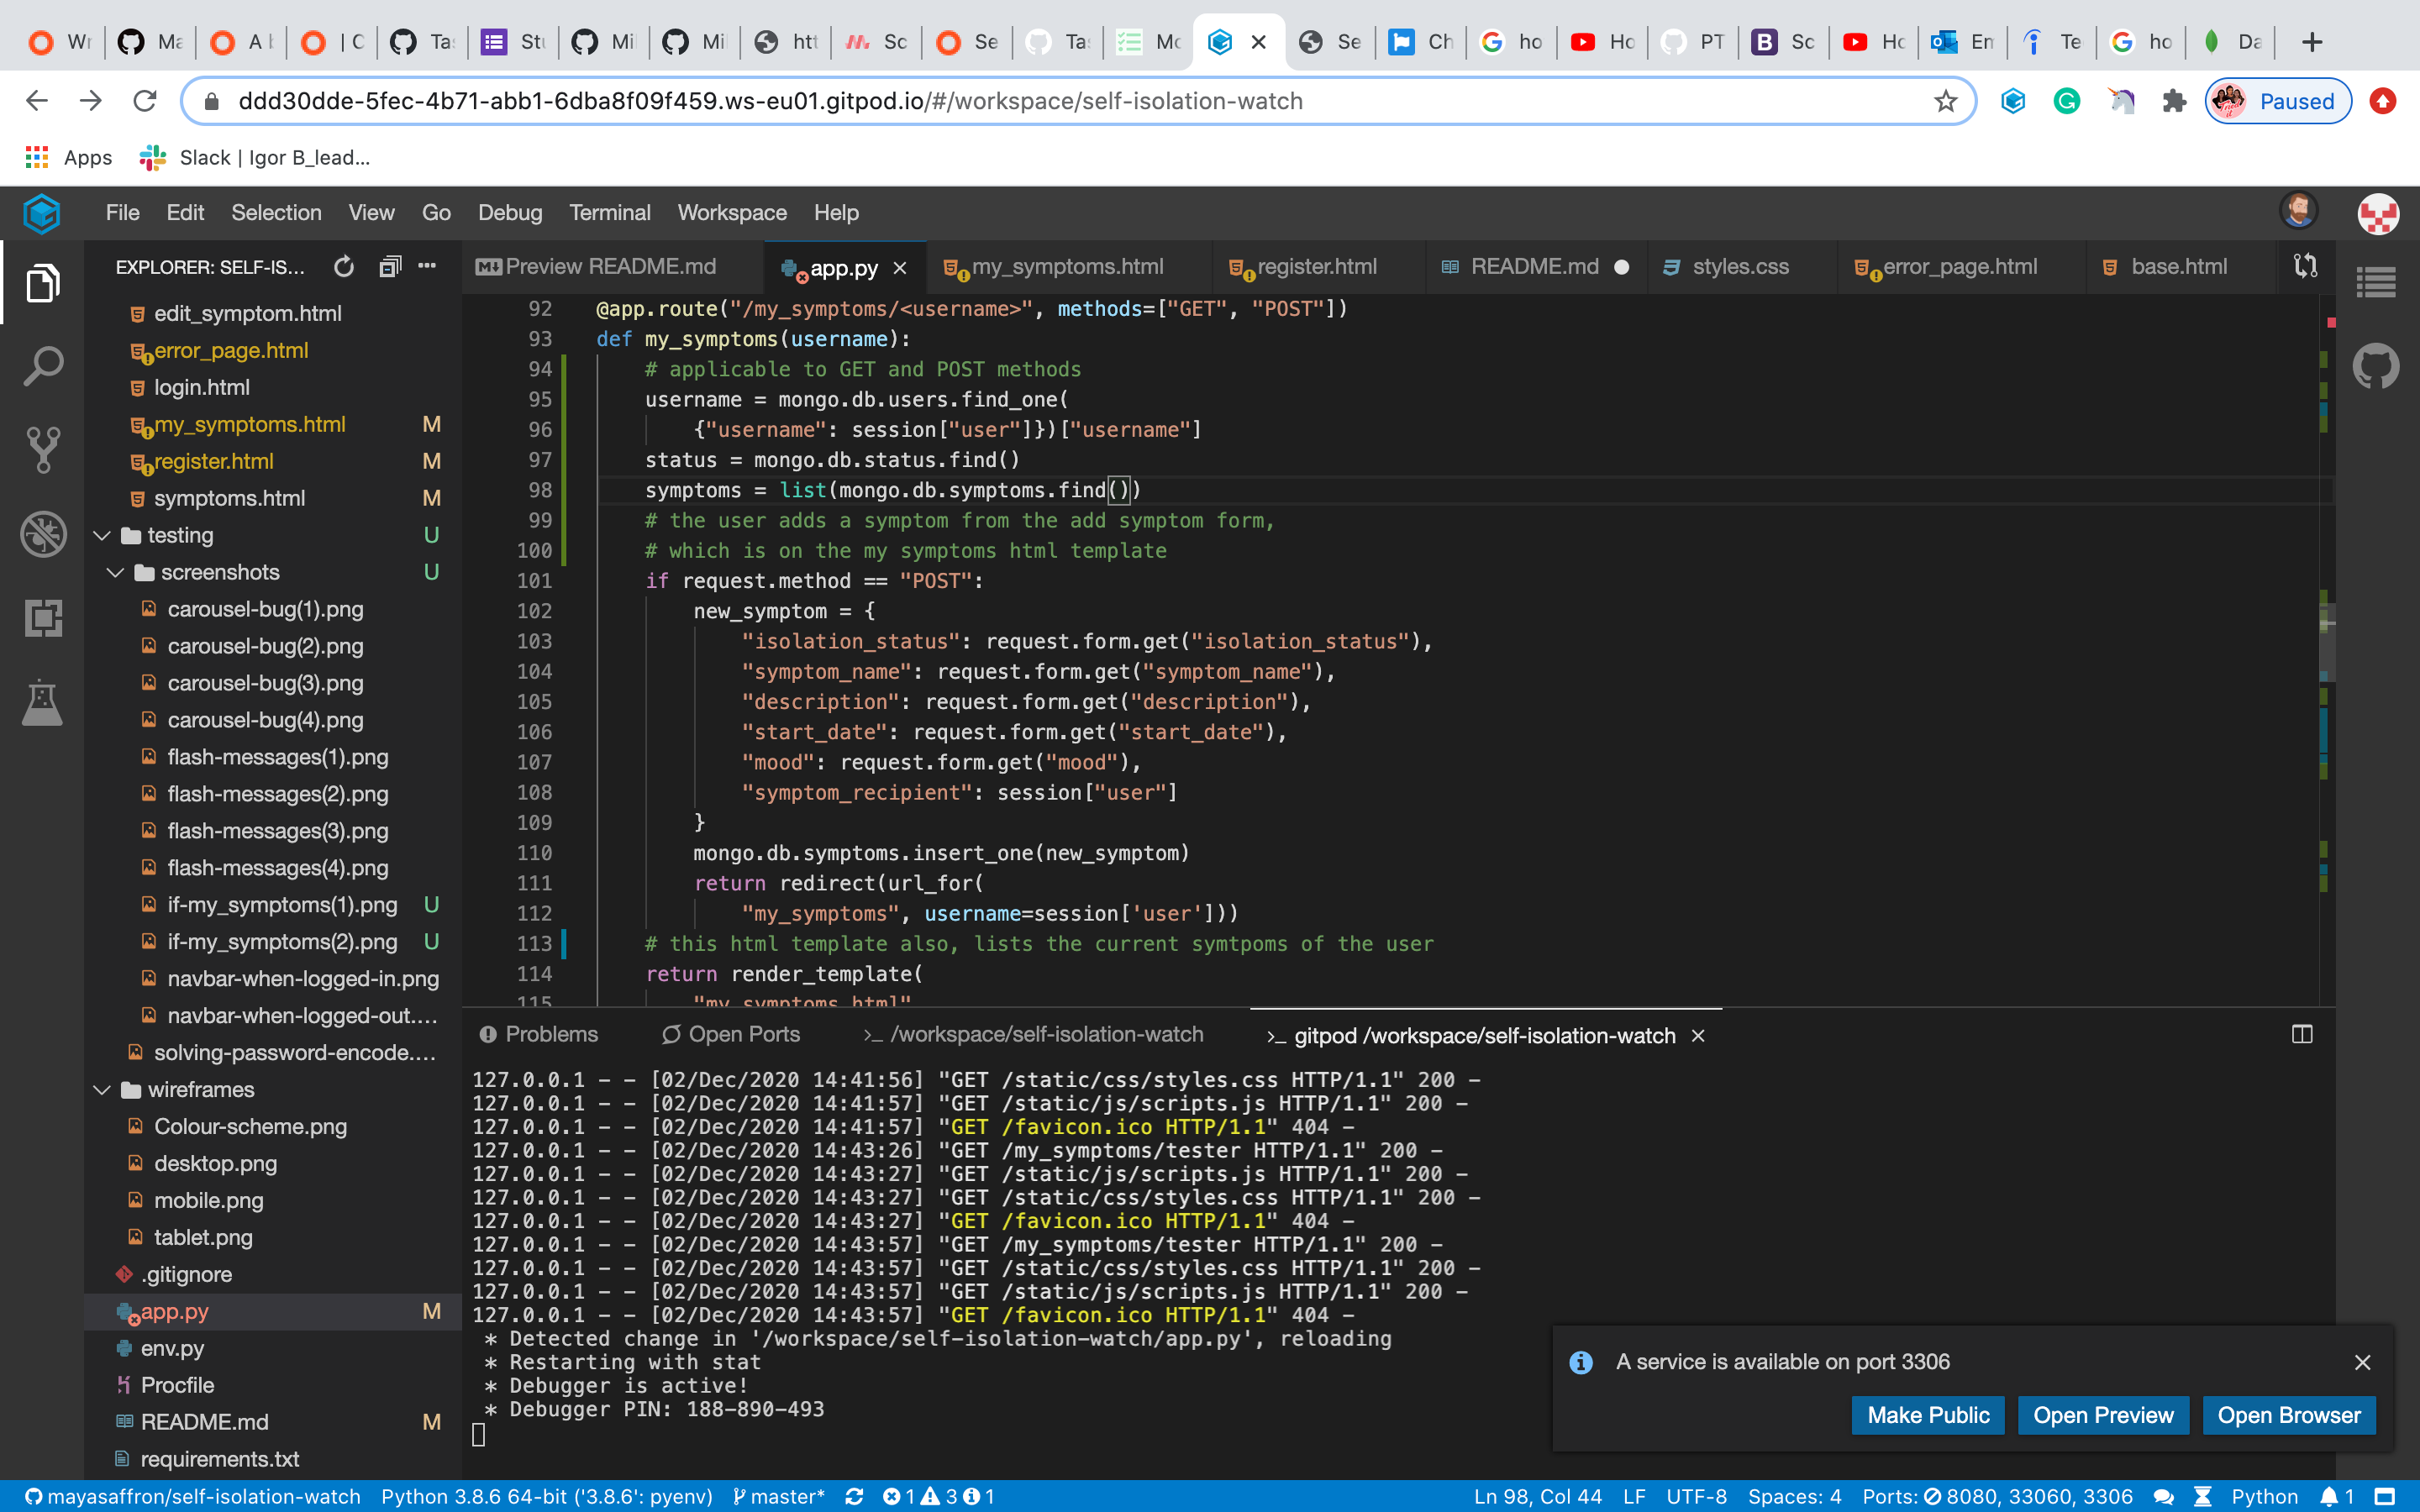 Wr Ma A b | C Ta Stu Mi Mi htt Sc Se Ta Mo Se Ch ho Ho PT Sc Ho Em Te ho Da
ddd30dde-5fec-4b71-abb1-6dba8f09f459.ws-eu01.gitpod.io/#/workspace/self-isolation-watch
Paused
Apps Slack | Igor B_lead...
File Edit Selection View Go Debug Terminal Workspace Help
EXPLORER: SELF-IS...
Preview README.md app.py my_symptoms.html register.html README.md styles.css error_page.html base.html
edit_symptom.html
error_page.html
login.html
my_symptoms.html M
register.html M
symptoms.html M
testing U
screenshots U
carousel-bug(1).png
carousel-bug(2).png
carousel-bug(3).png
carousel-bug(4).png
flash-messages(1).png
flash-messages(2).png
flash-messages(3).png
flash-messages(4).png
if-my_symptoms(1).png U
if-my_symptoms(2).png U
navbar-when-logged-in.png
navbar-when-logged-out....
solving-password-encode....
wireframes
Colour-scheme.png
desktop.png
mobile.png
tablet.png
.gitignore
app.py M
env.py
Procfile
README.md M
requirements.txt
92 @app.route("/my_symptoms/<username>", methods=["GET", "POST"])
93 def my_symptoms(username):
94 # applicable to GET and POST methods
95 username = mongo.db.users.find_one(
96 {"username": session["user"]})["username"]
97 status = mongo.db.status.find()
98 symptoms = list(mongo.db.symptoms.find())
99 # the user adds a symptom from the add symptom form,
100 # which is on the my symptoms html template
101 if request.method == "POST":
102 new_symptom = {
103 "isolation_status": request.form.get("isolation_status"),
104 "symptom_name": request.form.get("symptom_name"),
105 "description": request.form.get("description"),
106 "start_date": request.form.get("start_date"),
107 "mood": request.form.get("mood"),
108 "symptom_recipient": session["user"]
109 }
110 mongo.db.symptoms.insert_one(new_symptom)
111 return redirect(url_for(
112 "my_symptoms", username=session['user']))
113 # this html template also, lists the current symtpoms of the user
114 return render_template(
115 "my_symptoms.html"
Problems Open Ports >_ /workspace/self-isolation-watch >_ gitpod /workspace/self-isolation-watch
127.0.0.1 - - [02/Dec/2020 14:41:56] "GET /static/css/styles.css HTTP/1.1" 200 -
127.0.0.1 - - [02/Dec/2020 14:41:57] "GET /static/js/scripts.js HTTP/1.1" 200 -
127.0.0.1 - - [02/Dec/2020 14:41:57] "GET /favicon.ico HTTP/1.1" 404 -
127.0.0.1 - - [02/Dec/2020 14:43:26] "GET /my_symptoms/tester HTTP/1.1" 200 -
127.0.0.1 - - [02/Dec/2020 14:43:27] "GET /static/js/scripts.js HTTP/1.1" 200 -
127.0.0.1 - - [02/Dec/2020 14:43:27] "GET /static/css/styles.css HTTP/1.1" 200 -
127.0.0.1 - - [02/Dec/2020 14:43:27] "GET /favicon.ico HTTP/1.1" 404 -
127.0.0.1 - - [02/Dec/2020 14:43:57] "GET /my_symptoms/tester HTTP/1.1" 200 -
127.0.0.1 - - [02/Dec/2020 14:43:57] "GET /static/css/styles.css HTTP/1.1" 200 -
127.0.0.1 - - [02/Dec/2020 14:43:57] "GET /static/js/scripts.js HTTP/1.1" 200 -
127.0.0.1 - - [02/Dec/2020 14:43:57] "GET /favicon.ico HTTP/1.1" 404 -
* Detected change in '/workspace/self-isolation-watch/app.py', reloading
* Restarting with stat
* Debugger is active!
* Debugger PIN: 188-890-493
A service is available on port 3306
Make Public Open Preview Open Browser
mayasaffron/self-isolation-watch Python 3.8.6 64-bit ('3.8.6': pyenv) master* 1 3 1 Ln 98, Col 44 LF UTF-8 Spaces: 4 Ports: 8080, 33060, 3306 Python 1